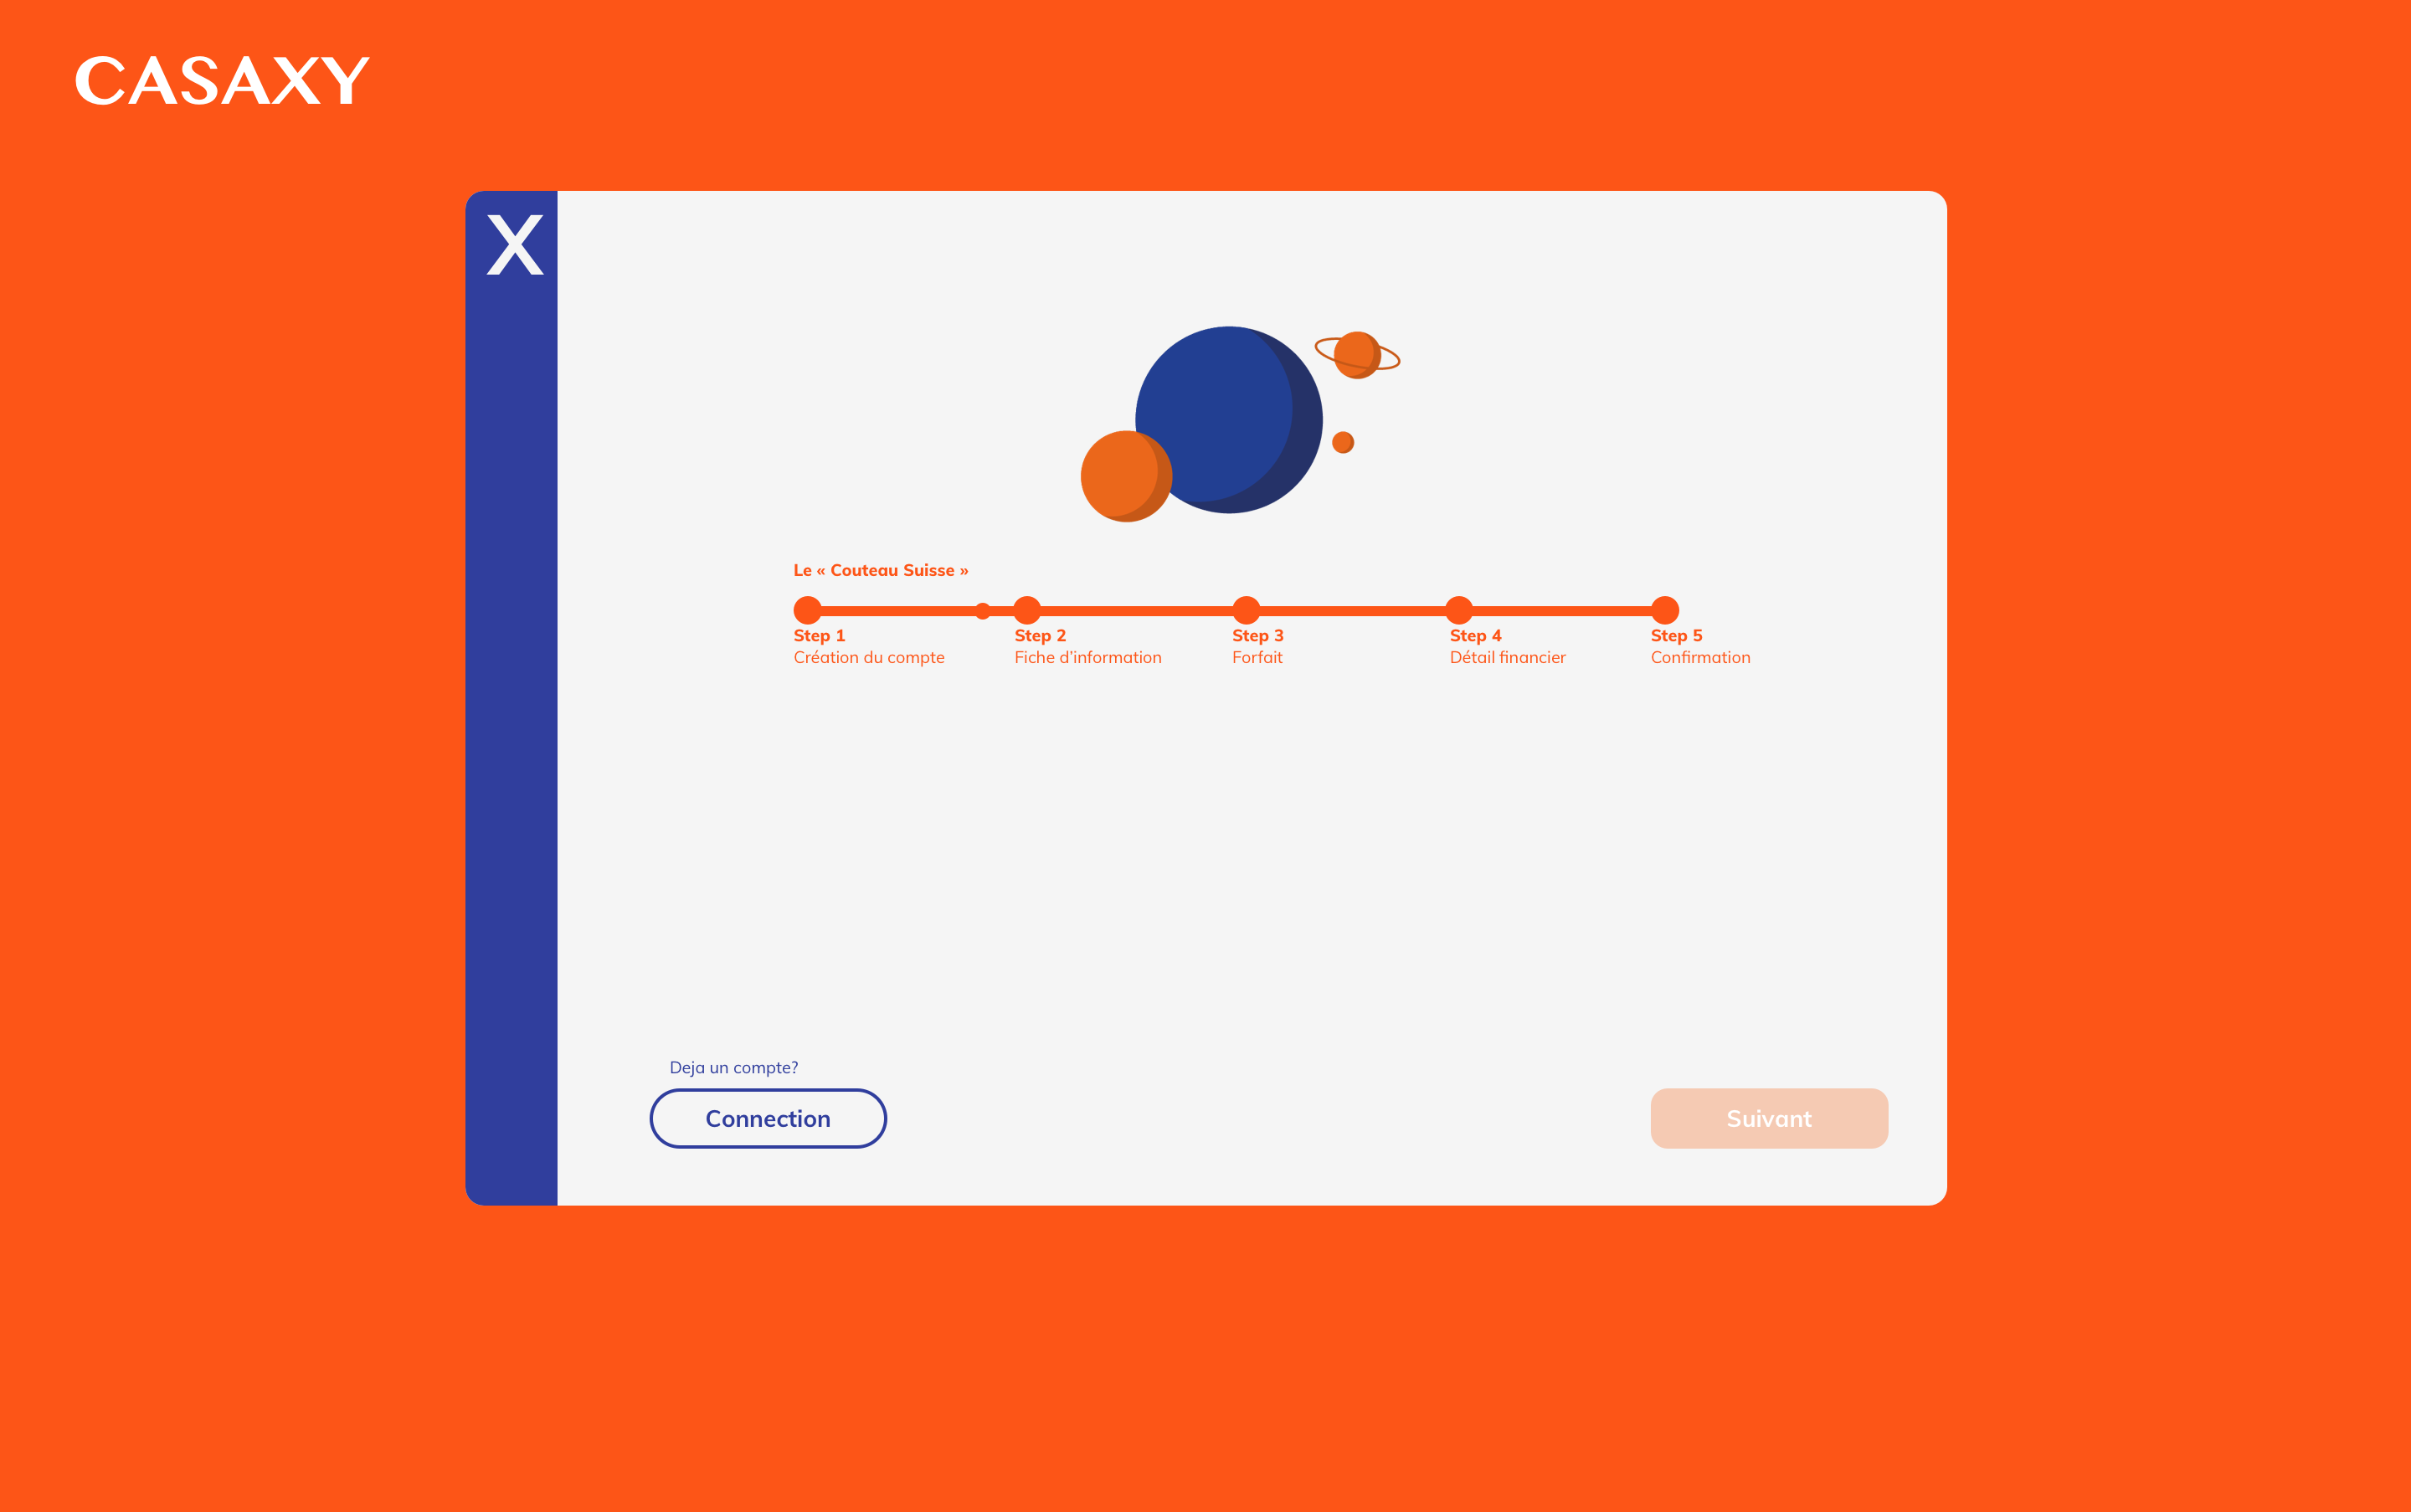 CASAXY
X
Le « Couteau Suisse »
Step 1
Création du compte
Step 2
Fiche d’information
Step 3
Forfait
Step 4
Détail financier
Step 5
Confirmation
Deja un compte?
Connection
Suivant